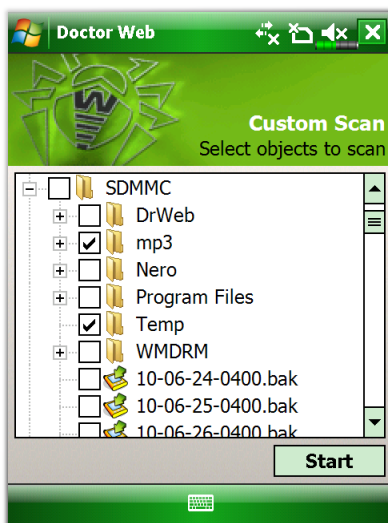 Doctor Web
Custom Scan
Select objects to scan
SDMMC
DrWeb
mp3
Nero
Program Files
Temp
WMDRM
10-06-24-0400.bak
10-06-25-0400.bak
10-06-26-0400.bak
Start